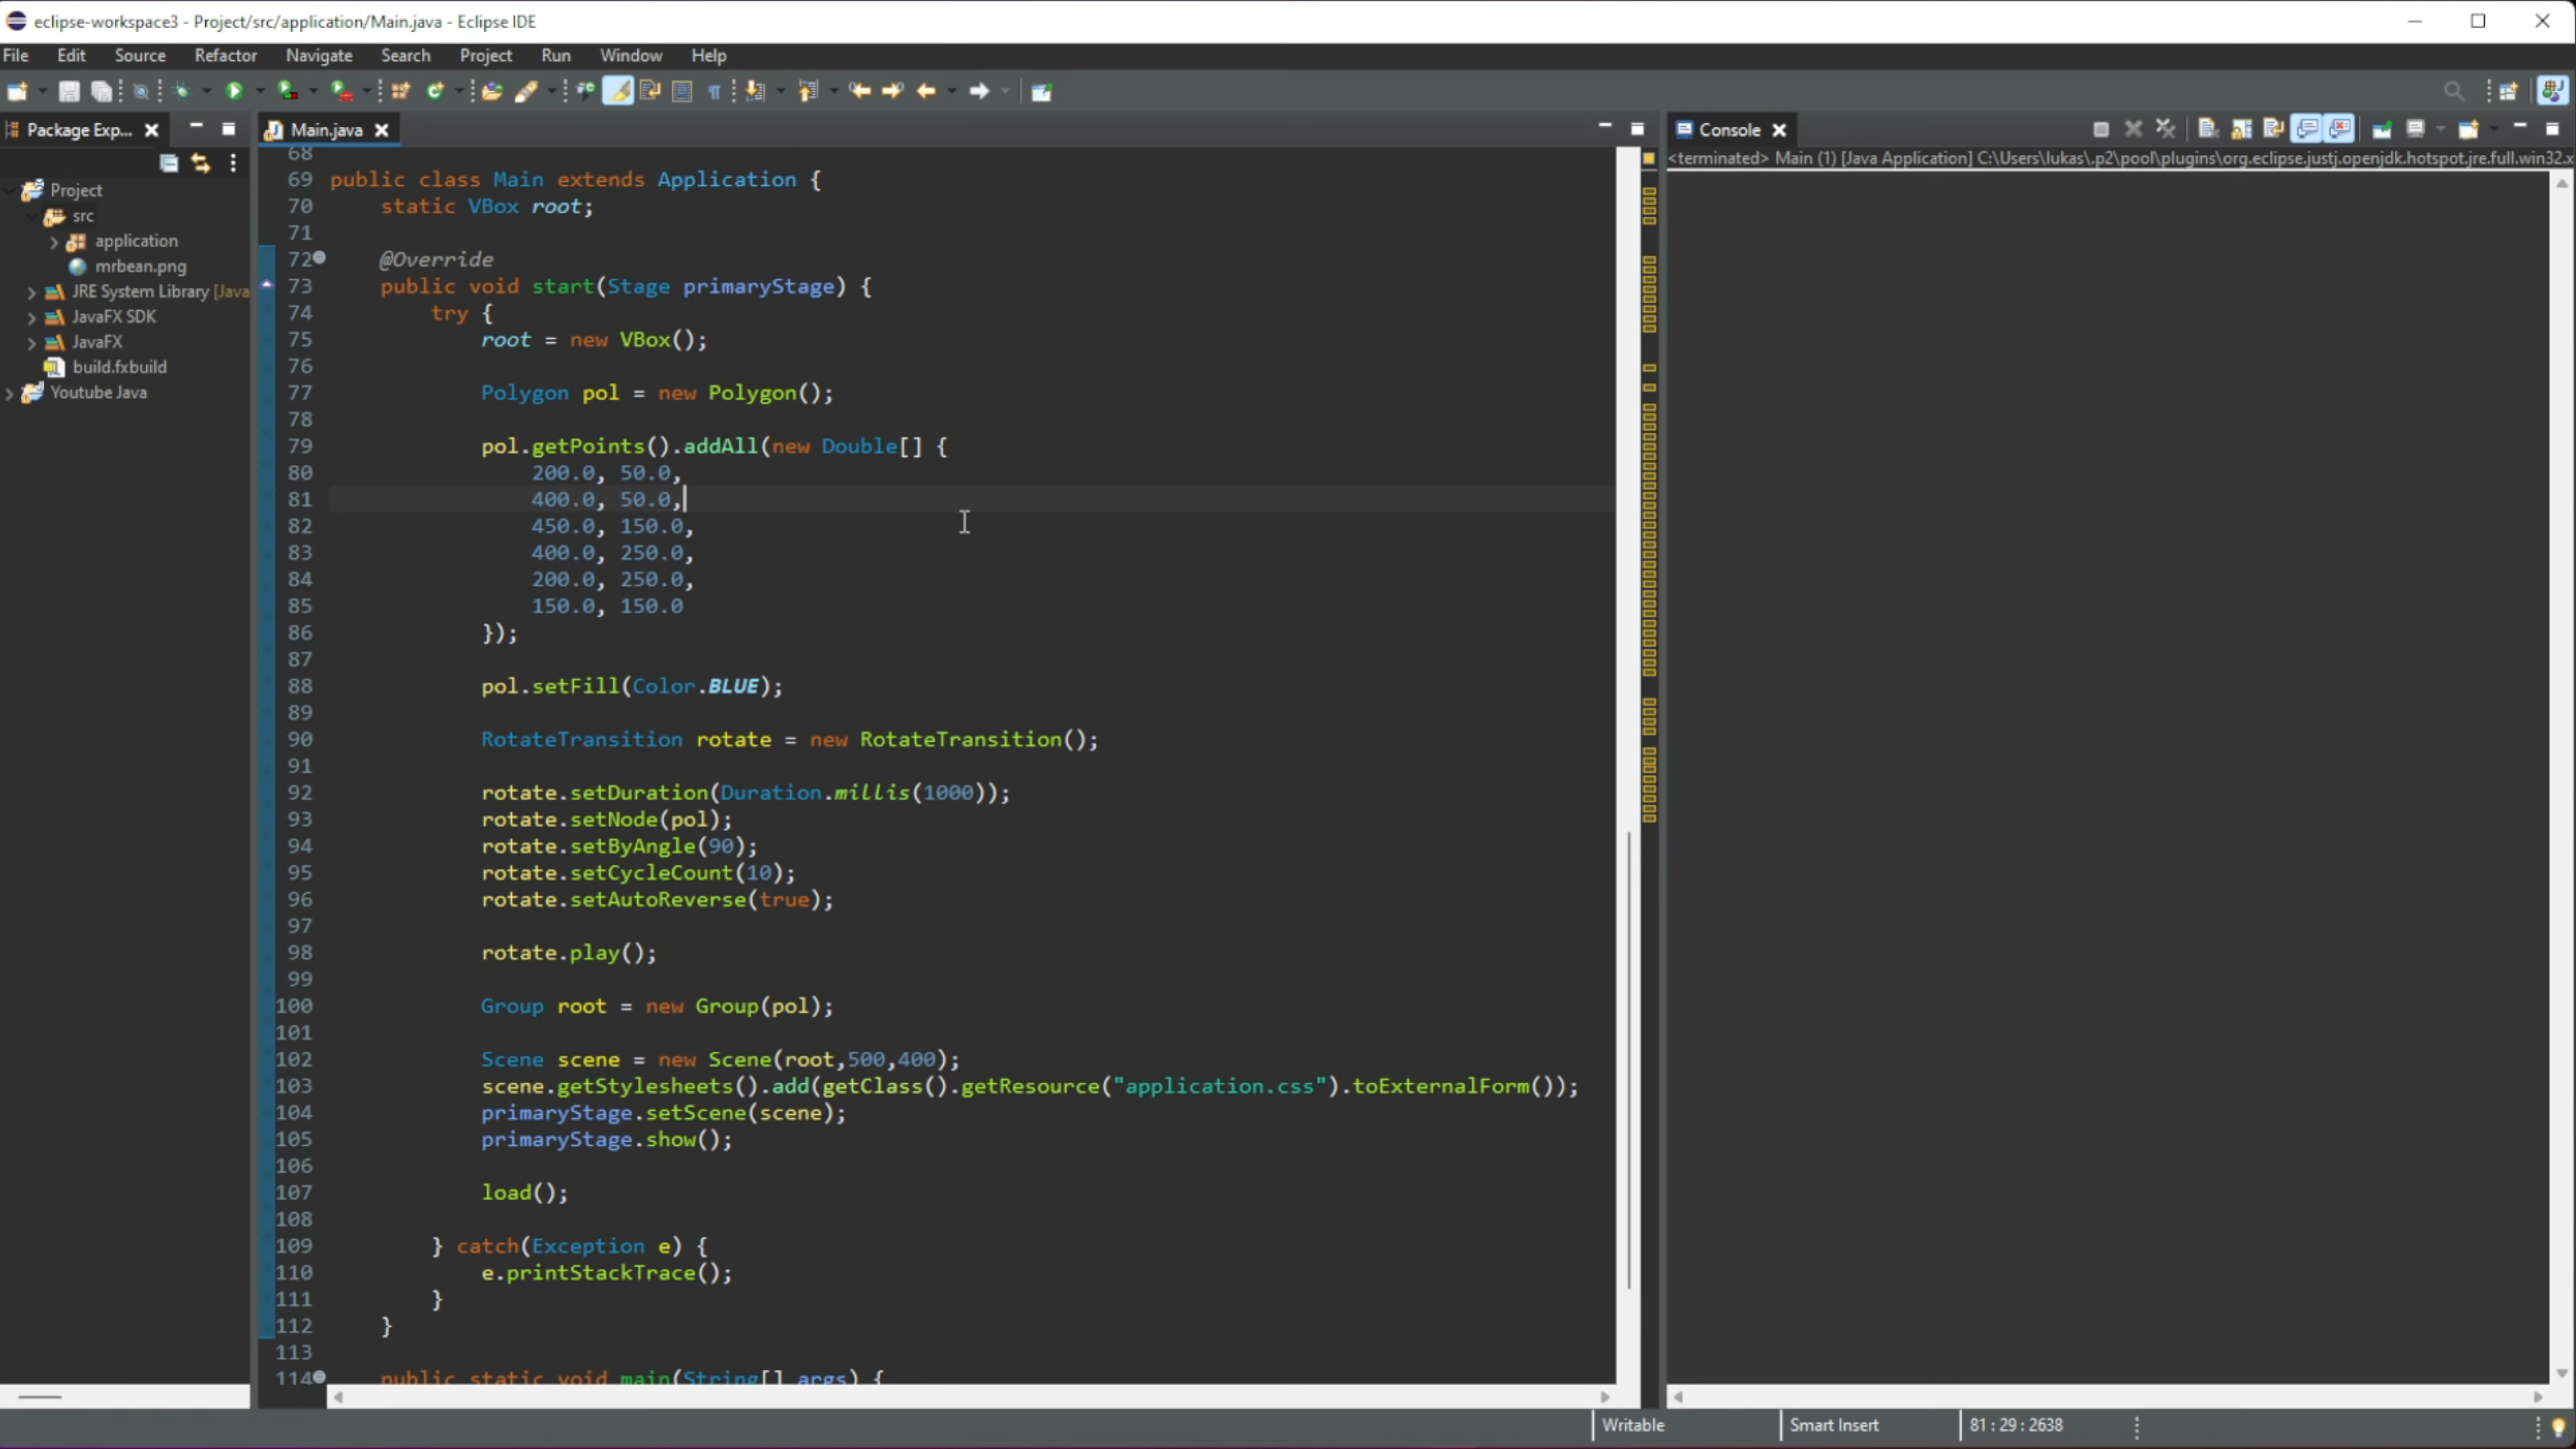 eclipse-workspace3 - Project/src/application/Main.java - Eclipse IDE
File Edit Source Refactor Navigate Search Project Run Window Help
Package Exp...
Project
src
application
mrbean.png
JRE System Library [Java
JavaFX SDK
JavaFX
build.fxbuild
Youtube Java
Main.java
68
69 public class Main extends Application {
70 static VBox root;
71
72 @Override
73 public void start(Stage primaryStage) {
74 try {
75 root = new VBox();
76
77 Polygon pol = new Polygon();
78
79 pol.getPoints().addAll(new Double[] {
80 200.0, 50.0,
81 400.0, 50.0,
82 450.0, 150.0,
83 400.0, 250.0,
84 200.0, 250.0,
85 150.0, 150.0
86 });
87
88 pol.setFill(Color.BLUE);
89
90 RotateTransition rotate = new RotateTransition();
91
92 rotate.setDuration(Duration.millis(1000));
93 rotate.setNode(pol);
94 rotate.setByAngle(90);
95 rotate.setCycleCount(10);
96 rotate.setAutoReverse(true);
97
98 rotate.play();
99
100 Group root = new Group(pol);
101
102 Scene scene = new Scene(root,500,400);
103 scene.getStylesheets().add(getClass().getResource("application.css").toExternalForm());
104 primaryStage.setScene(scene);
105 primaryStage.show();
106
107 load();
108
109 } catch(Exception e) {
110 e.printStackTrace();
111 }
112 }
113
114 public static void main(String[] args) {
Console
<terminated> Main (1) [Java Application] C:\Users\lukas\.p2\pool\plugins\org.eclipse.justj.openjdk.hotspot.jre.full.win32.x
Writable Smart Insert 81 : 29 : 2638